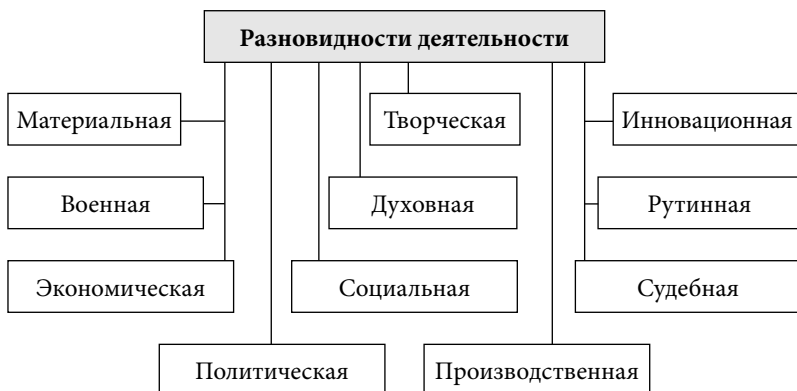 Разновидности деятельности
Материальная
Творческая
Инновационная
Военная
Духовная
Рутинная
Экономическая
Социальная
Судебная
Политическая
Производственная